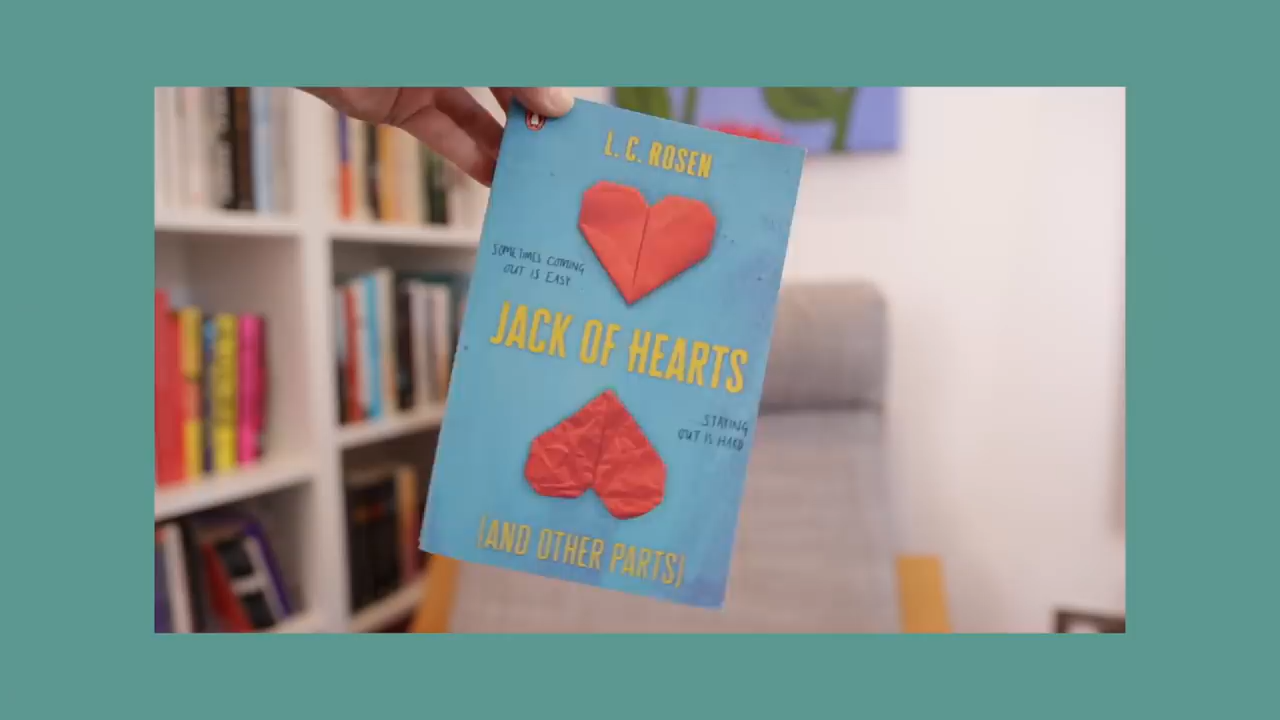 L. C. ROSEN
SOMETIMES COMING
OUT IS EASY
JACK OF HEARTS
...STAYING
OUT IS HARD
(AND OTHER PARTS)